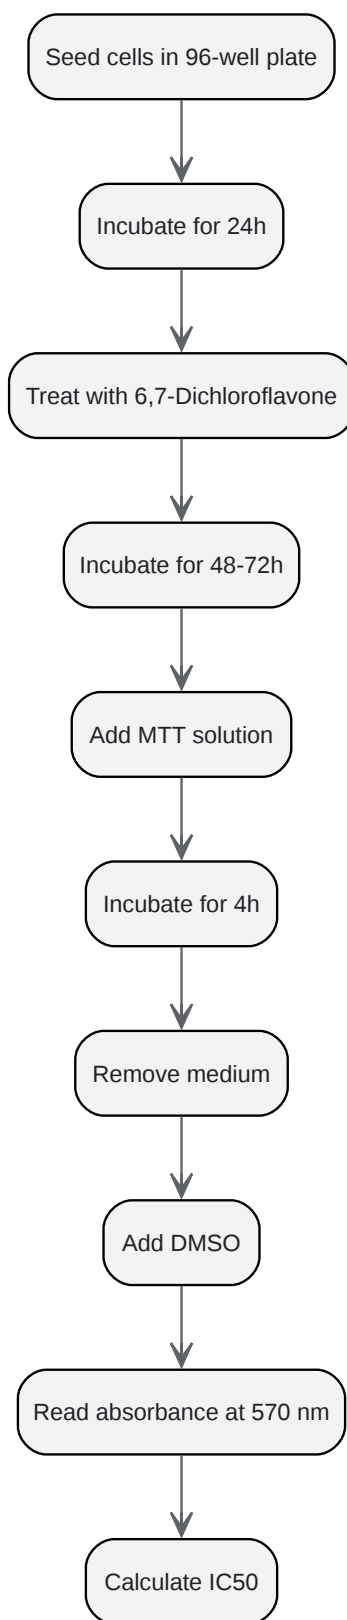 Seed cells in 96-well plate
Incubate for 24h
Treat with 6,7-Dichloroflavone
Incubate for 48-72h
Add MTT solution
Incubate for 4h
Remove medium
Add DMSO
Read absorbance at 570 nm
Calculate IC50